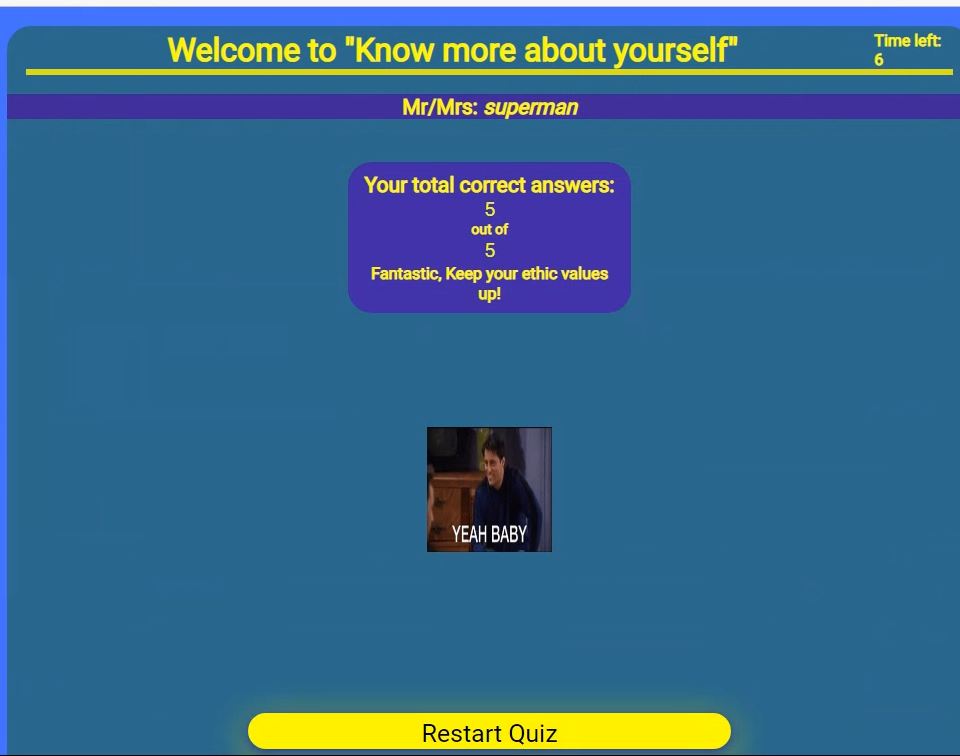 Welcome to "Know more about yourself"
Time left:
6
Mr/Mrs: superman
Your total correct answers:
5
out of
5
Fantastic, Keep your ethic values
up!
YEAH BABY
Restart Quiz